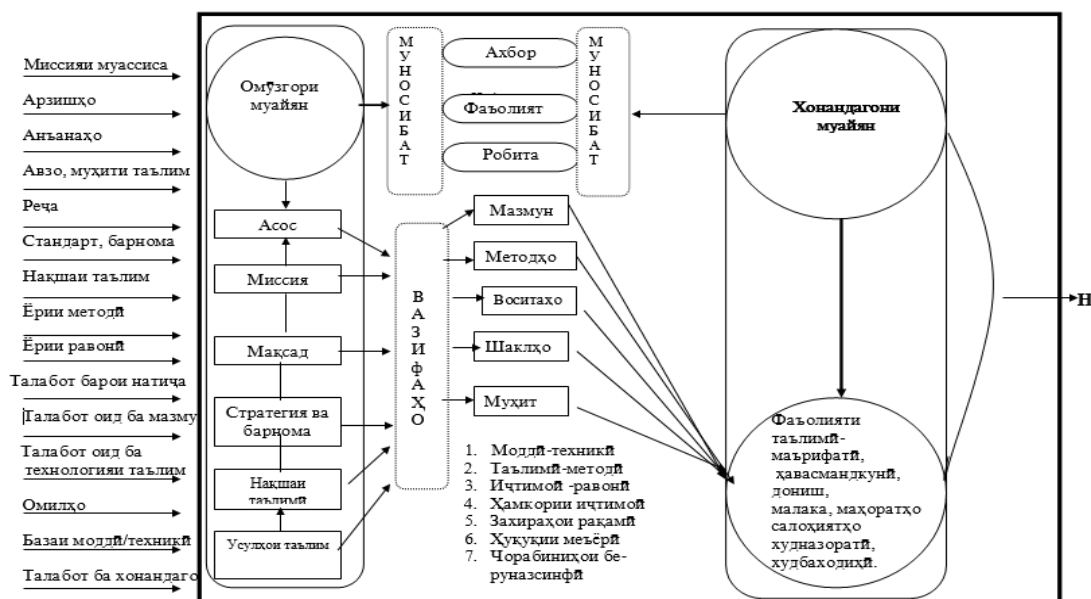 Миссияи муассиса
Арзишҳо
Анъанаҳо
Авзо, муҳити таълим
Реҷа
Стандарт, барнома
Нақшаи таълим
Ёрии методӣ
Ёрии равонӣ
Талабот барои натиҷа
Талабот оид ба мазму
Талабот оид ба
технологияи таълим
Омилҳо
Базаи моддӣ/техникӣ
Талабот ба хонандаго
Омӯзгори
муайян
Асос
Миссия
Мақсад
Стратегия ва
барнома
Нақшаи
таълимӣ
Усулҳои таълим
МУНОСИБАТ
Ахбор
Фаъолият
Робита
МУНОСИБАТ
ВАЗИФАҲО
Мазмун
Методҳо
Воситаҳо
Шаклҳо
Муҳит
1. Моддӣ-техникӣ
2. Таълимӣ-методӣ
3. Иҷтимоӣ -равонӣ
4. Ҳамкории иҷтимоӣ
5. Захираҳои рақамӣ
6. Ҳуқуқии меъёрӣ
7. Чорабиниҳои бе-
руназсинфӣ
Хонандагони
муайян
Фаъолияти
таълимӣ-
маърифатӣ,
ҳавасмандкунӣ,
дониш,
малака, маҳоратҳо
салоҳиятҳо
худназоратӣ,
худбаҳодиҳӣ.
Н